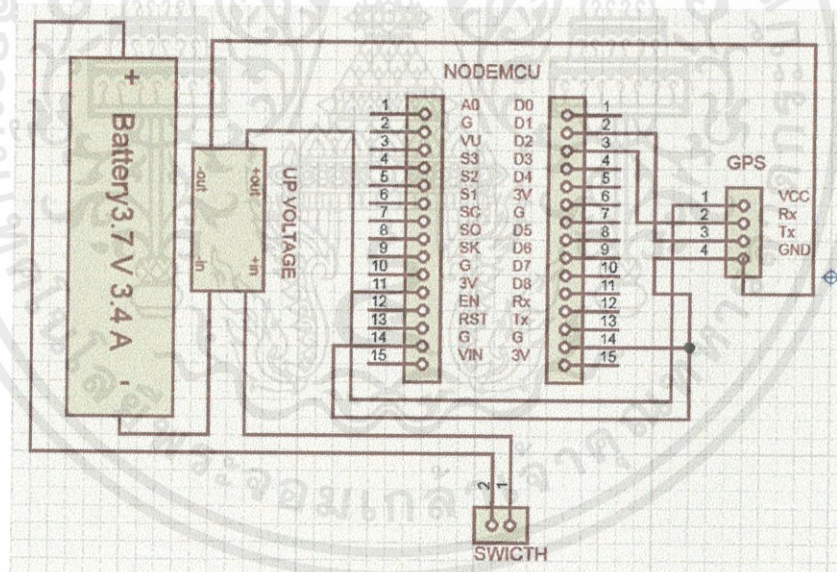 NODEMCU
+
Battery3.7 V 3.4 A
-
-out
+out
-in
+in
UP VOLTAGE
1 A0 D0 1
2 G D1 2
3 VU D2 3
4 S3 D3 4
5 S2 D4 5
6 S1 3V 6
7 SC G 7
8 SO D5 8
9 SK D6 9
10 G D7 10
11 3V D8 11
12 EN Rx 12
13 RST Tx 13
14 G G 14
15 VIN 3V 15
GPS
1 VCC
2 Rx
3 Tx
4 GND
2 1
SWICTH